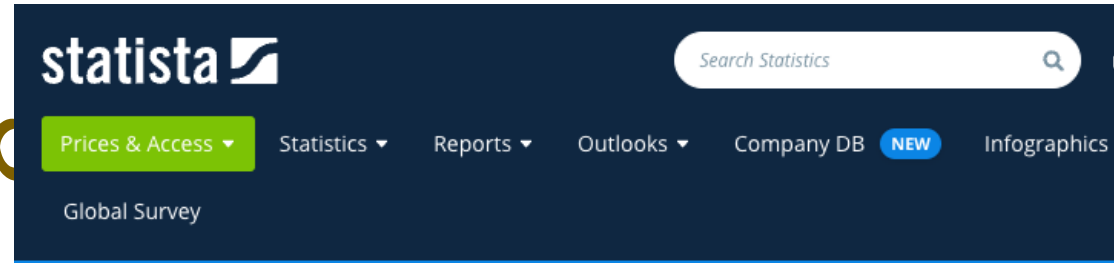 statista
Search Statistics
Prices & Access Statistics Reports Outlooks Company DB NEW Infographics
Global Survey